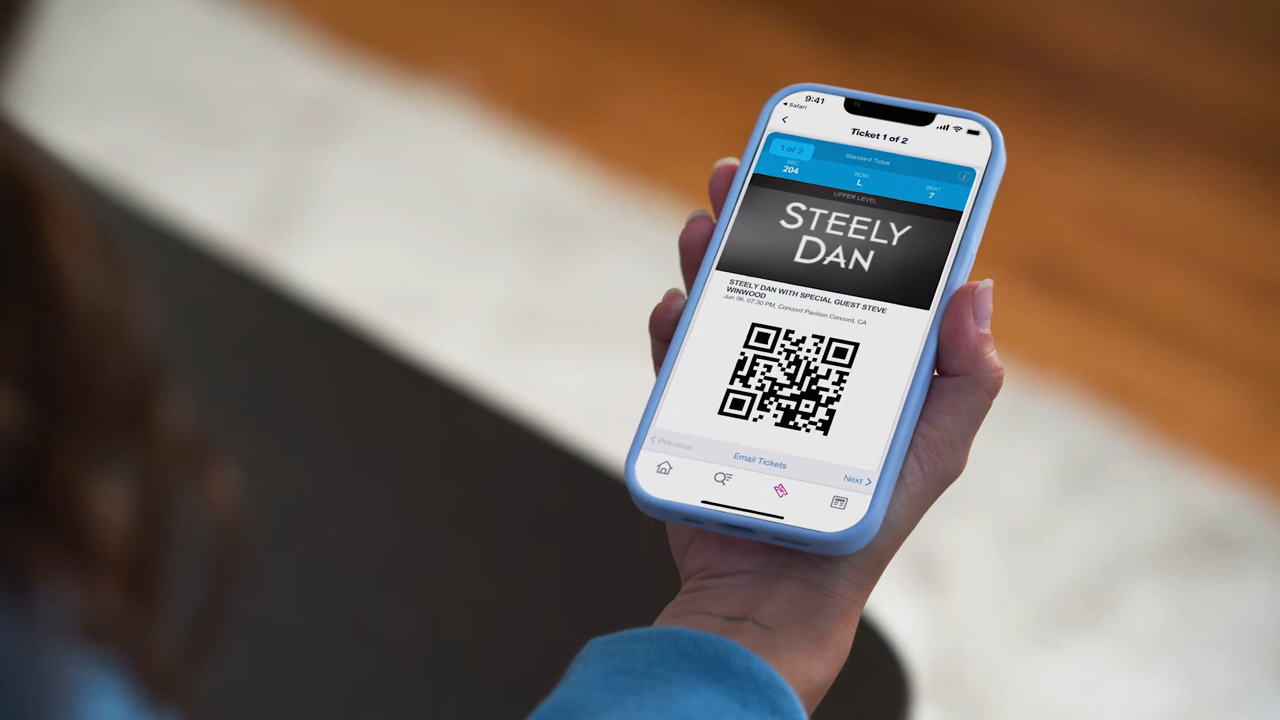 9:41
Safari
Ticket 1 of 2
1 of 2
Standard Ticket
SEC
204
ROW
L
SEAT
7
UPPER LEVEL
STEELY
DAN
STEELY DAN WITH SPECIAL GUEST STEVE
WINWOOD
Jun 06, 07:30 PM, Concord Pavilion Concord, CA
Previous
Email Tickets
Next